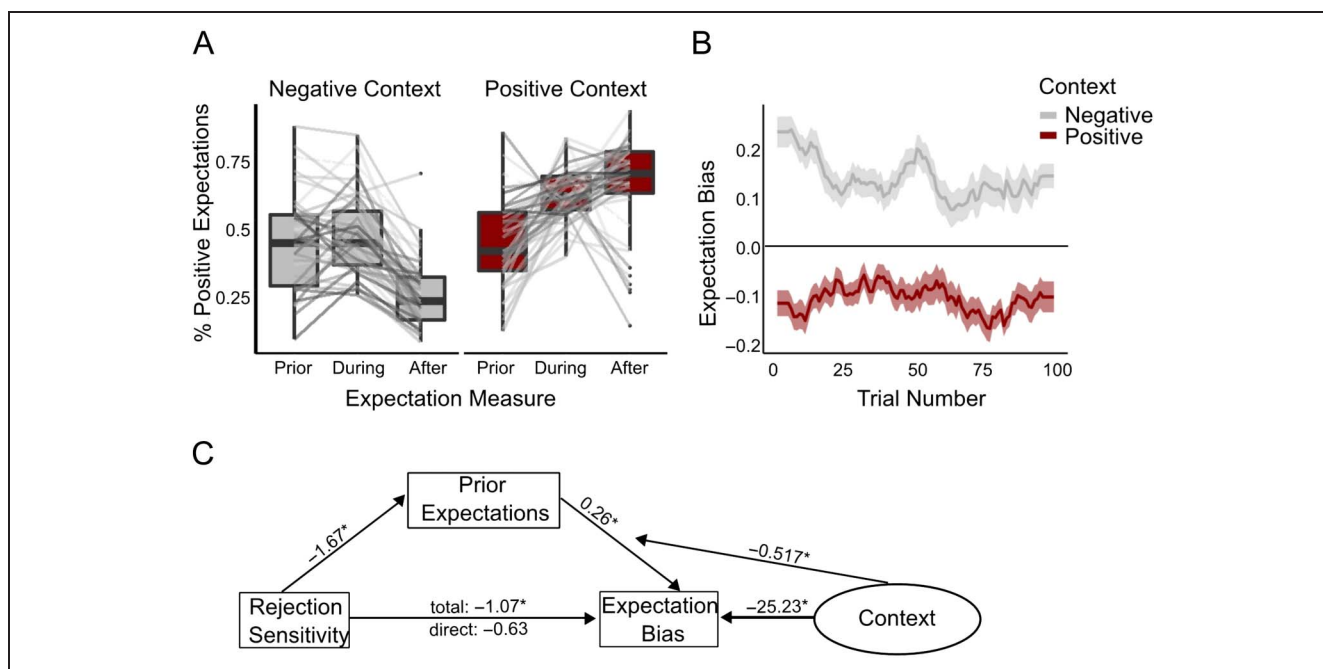 A
Negative Context
Positive Context
% Positive Expectations
0.75
0.5
0.25
Prior
During
After
Prior
During
After
Expectation Measure
B
Context
Negative
Positive
Expectation Bias
0.2
0.1
0.0
−0.1
−0.2
0
25
50
75
100
Trial Number
C
Prior
Expectations
−1.67*
0.26*
−0.517*
Rejection
Sensitivity
total: −1.07*
direct: −0.63
Expectation
Bias
−25.23*
Context